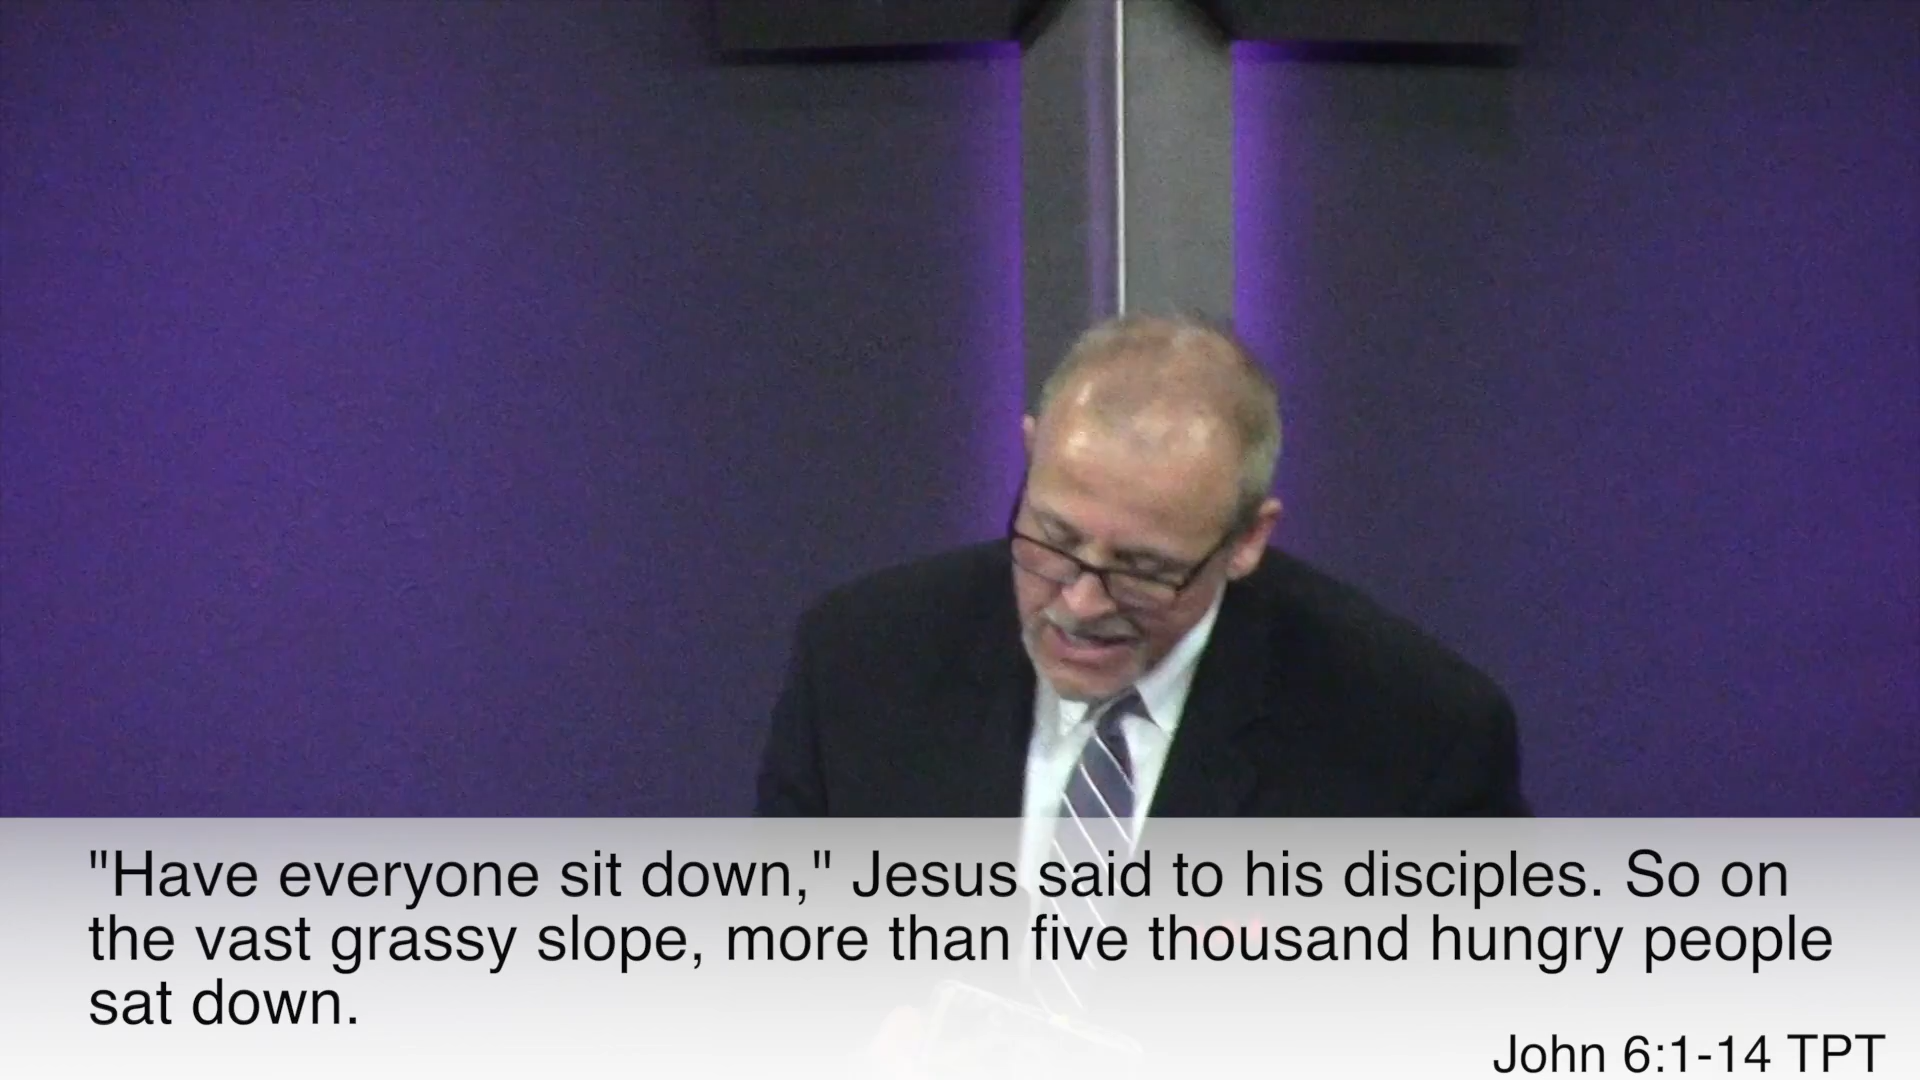 "Have everyone sit down," Jesus said to his disciples. So on
the vast grassy slope, more than five thousand hungry people
sat down.
John 6:1-14 TPT